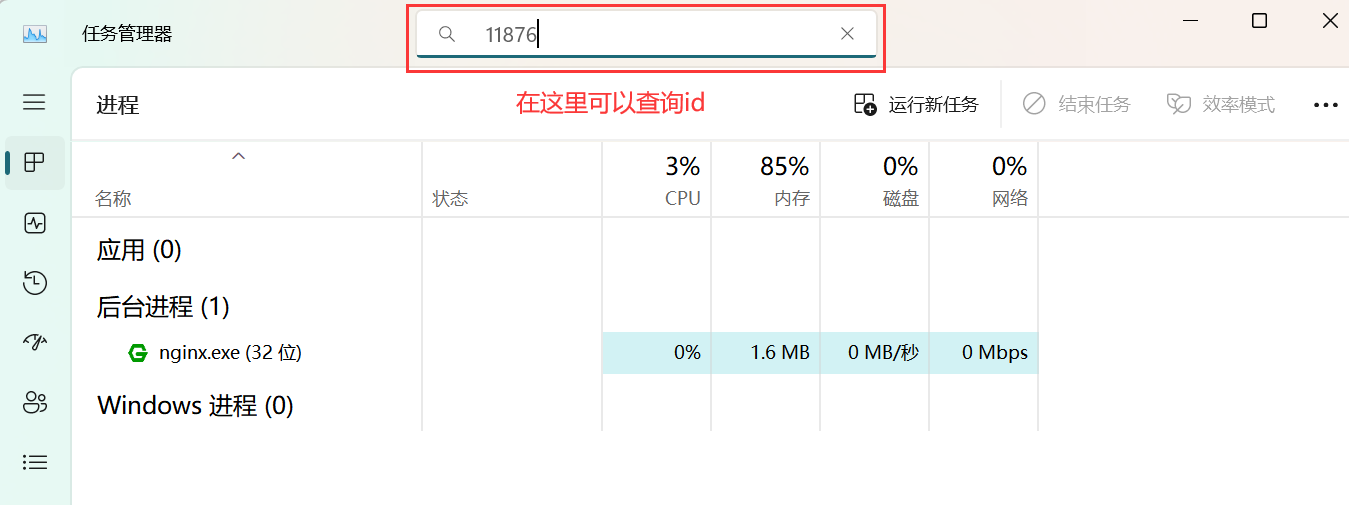 任务管理器
11876
进程
在这里可以查询id
运行新任务
结束任务
效率模式
名称
状态
3%
CPU
85%
内存
0%
磁盘
0%
网络
应用 (0)
后台进程 (1)
nginx.exe (32 位)
0%
1.6 MB
0 MB/秒
0 Mbps
Windows 进程 (0)